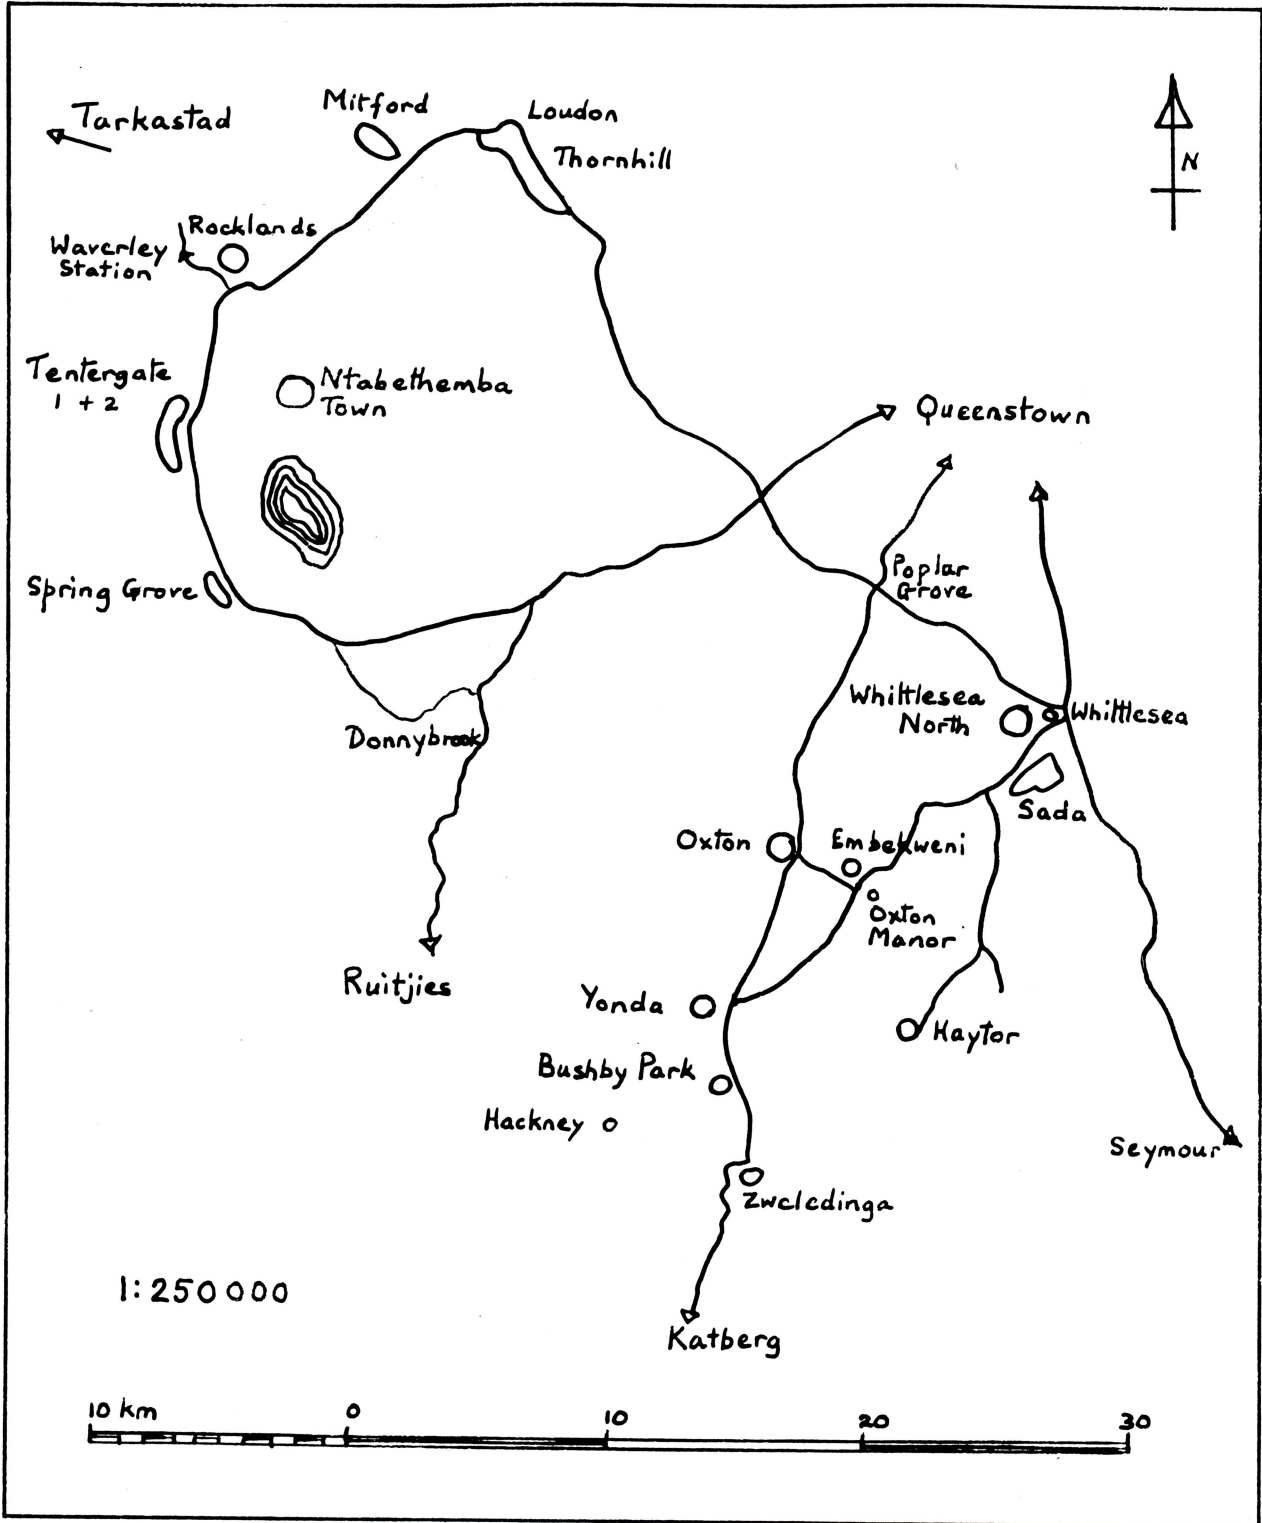 Mitford
Loudon
Tarkastad
Thornhill
N
Rocklands
Waverley
Station
Tentergate
1 + 2
Ntabethemba
Town
Queenstown
Poplar
Grove
Spring Grove
Whittlesea
North
Whittlesea
Donnybrook
Sada
Oxton
Embekweni
Oxton
Manor
Ruitjies
Yonda
Haytor
Bushby Park
Hackney
Seymour
Zweledinga
1:250 000
Katberg
10 km 0 10 20 30